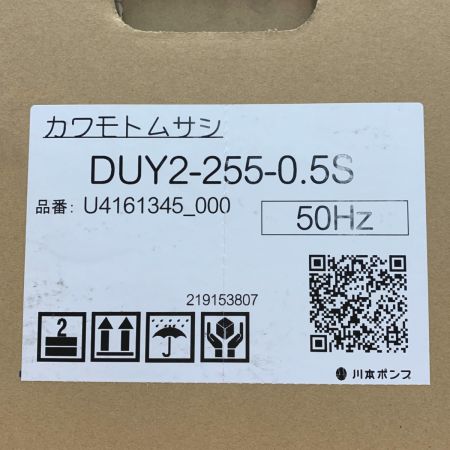 カワモトムサシ
DUY2-255-0.5S
品番: U4161345_000
50Hz
219153807
2
川本ポンプ